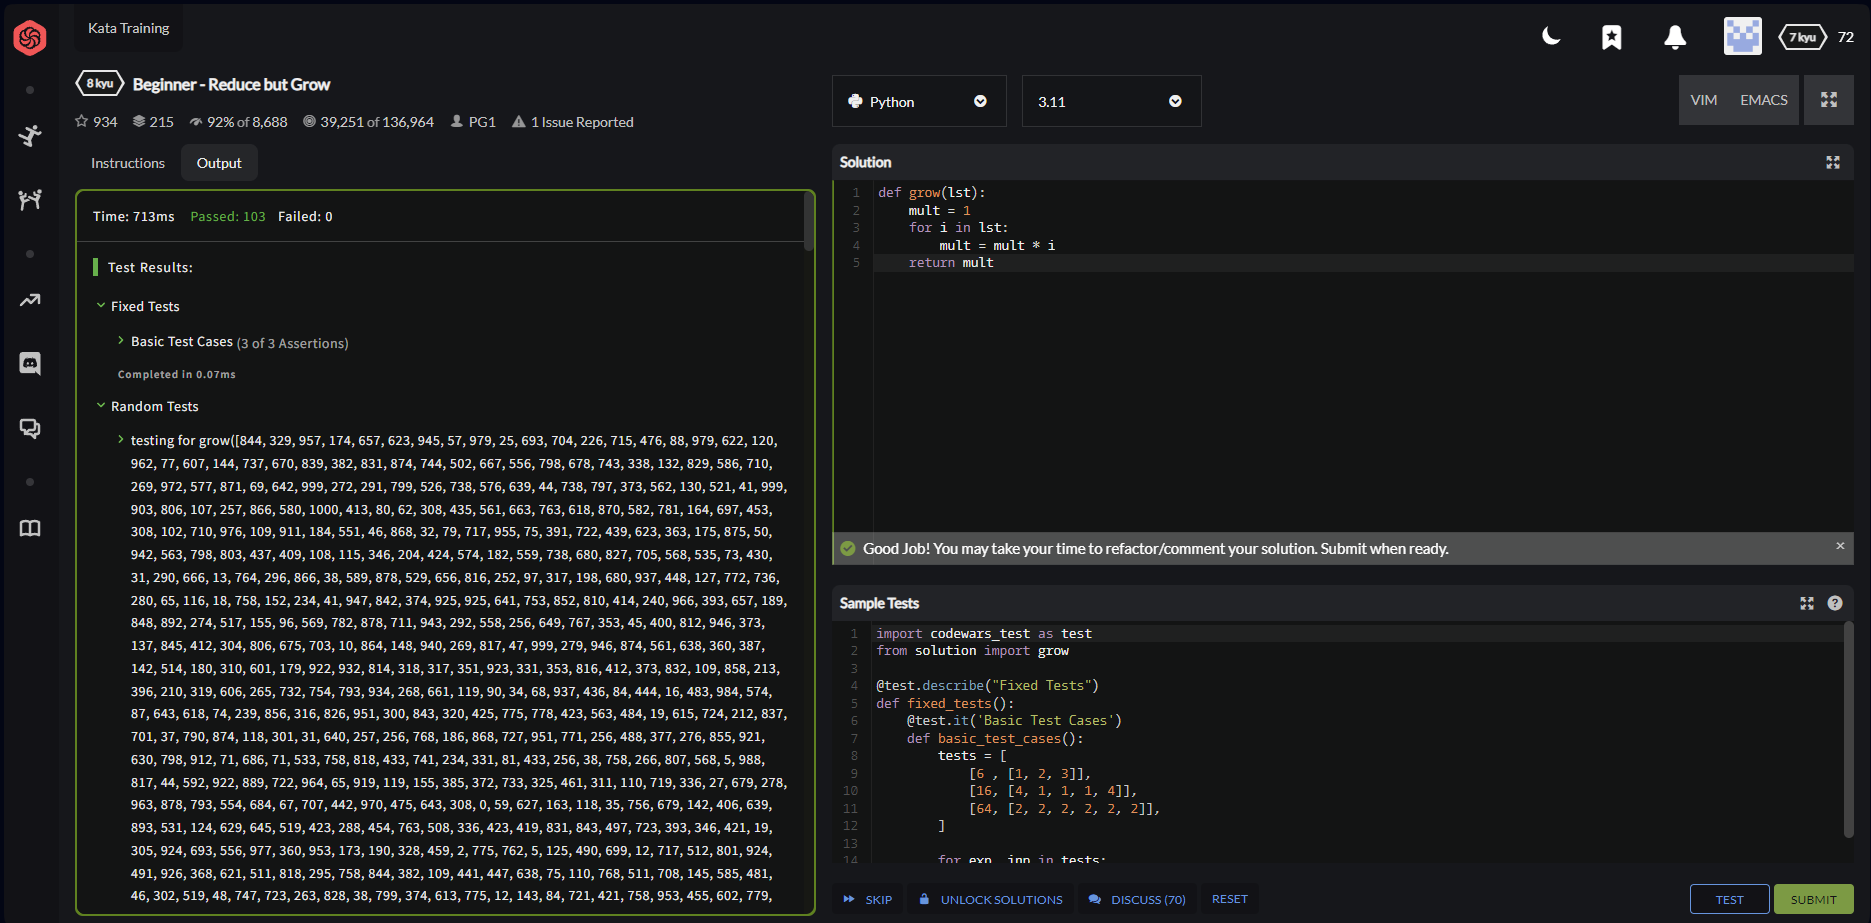 Kata Training
7 kyu 72
8 kyu Beginner - Reduce but Grow
934 215 92% of 8,688 39,251 of 136,964 PG1 1 Issue Reported
Python
3.11
VIM EMACS
Instructions Output
Time: 713ms Passed: 103 Failed: 0
Test Results:
Fixed Tests
Basic Test Cases (3 of 3 Assertions)
Completed in 0.07ms
Random Tests
testing for grow([844, 329, 957, 174, 657, 623, 945, 57, 979, 25, 693, 704, 226, 715, 476, 88, 979, 622, 120,
962, 77, 607, 144, 737, 670, 839, 382, 831, 874, 744, 502, 667, 556, 798, 678, 743, 338, 132, 829, 586, 710,
269, 972, 577, 871, 69, 642, 999, 272, 291, 799, 526, 738, 576, 639, 44, 738, 797, 373, 562, 130, 521, 41, 999,
903, 806, 107, 257, 866, 580, 1000, 413, 80, 62, 308, 435, 561, 663, 763, 618, 870, 582, 781, 164, 697, 453,
308, 102, 710, 976, 109, 911, 184, 551, 46, 868, 32, 79, 717, 955, 75, 391, 722, 439, 623, 363, 175, 875, 50,
942, 563, 798, 803, 437, 409, 108, 115, 346, 204, 424, 574, 182, 559, 738, 680, 827, 705, 568, 535, 73, 430,
31, 290, 666, 13, 764, 296, 866, 38, 589, 878, 529, 656, 816, 252, 97, 317, 198, 680, 937, 448, 127, 772, 736,
280, 65, 116, 18, 758, 152, 234, 41, 947, 842, 374, 925, 925, 641, 753, 852, 810, 414, 240, 966, 393, 657, 189,
848, 892, 274, 517, 155, 96, 569, 782, 878, 711, 943, 292, 558, 256, 649, 767, 353, 45, 400, 812, 946, 373,
137, 845, 412, 304, 806, 675, 703, 10, 864, 148, 940, 269, 817, 47, 999, 279, 946, 874, 561, 638, 360, 387,
142, 514, 180, 310, 601, 179, 922, 932, 814, 318, 317, 351, 923, 331, 353, 816, 412, 373, 832, 109, 858, 213,
396, 210, 319, 606, 265, 732, 754, 793, 934, 268, 661, 119, 90, 34, 68, 937, 436, 84, 444, 16, 483, 984, 574,
87, 643, 618, 74, 239, 856, 316, 826, 951, 300, 843, 320, 425, 775, 778, 423, 563, 484, 19, 615, 724, 212, 837,
701, 37, 790, 874, 118, 301, 31, 640, 257, 256, 768, 186, 868, 727, 951, 771, 256, 488, 377, 276, 855, 921,
630, 798, 912, 71, 686, 71, 533, 758, 818, 433, 741, 234, 331, 81, 433, 256, 38, 758, 266, 807, 568, 5, 988,
817, 44, 592, 922, 889, 722, 964, 65, 919, 119, 155, 385, 372, 733, 325, 461, 311, 110, 719, 336, 27, 679, 278,
963, 878, 793, 554, 684, 67, 707, 442, 970, 475, 643, 308, 0, 59, 627, 163, 118, 35, 756, 679, 142, 406, 639,
893, 531, 124, 629, 645, 519, 423, 288, 454, 763, 508, 336, 423, 419, 831, 843, 497, 723, 393, 346, 421, 19,
305, 924, 693, 556, 977, 360, 953, 173, 190, 328, 459, 2, 775, 762, 5, 125, 490, 699, 12, 717, 512, 801, 924,
491, 926, 368, 621, 511, 818, 295, 758, 844, 382, 109, 441, 447, 638, 75, 110, 768, 511, 708, 145, 585, 481,
46, 302, 519, 48, 747, 723, 263, 828, 38, 799, 374, 613, 775, 12, 143, 84, 721, 421, 758, 953, 455, 602, 779,
Solution
1 def grow(lst):
2 mult = 1
3 for i in lst:
4 mult = mult * i
5 return mult
Good Job! You may take your time to refactor/comment your solution. Submit when ready. ×
Sample Tests
1 import codewars_test as test
2 from solution import grow
3
4 @test.describe("Fixed Tests")
5 def fixed_tests():
6 @test.it('Basic Test Cases')
7 def basic_test_cases():
8 tests = [
9 [6 , [1, 2, 3]],
10 [16, [4, 1, 1, 1, 4]],
11 [64, [2, 2, 2, 2, 2, 2]],
12 ]
13
14 for exp, inp in tests:
SKIP UNLOCK SOLUTIONS DISCUSS (70) RESET TEST SUBMIT